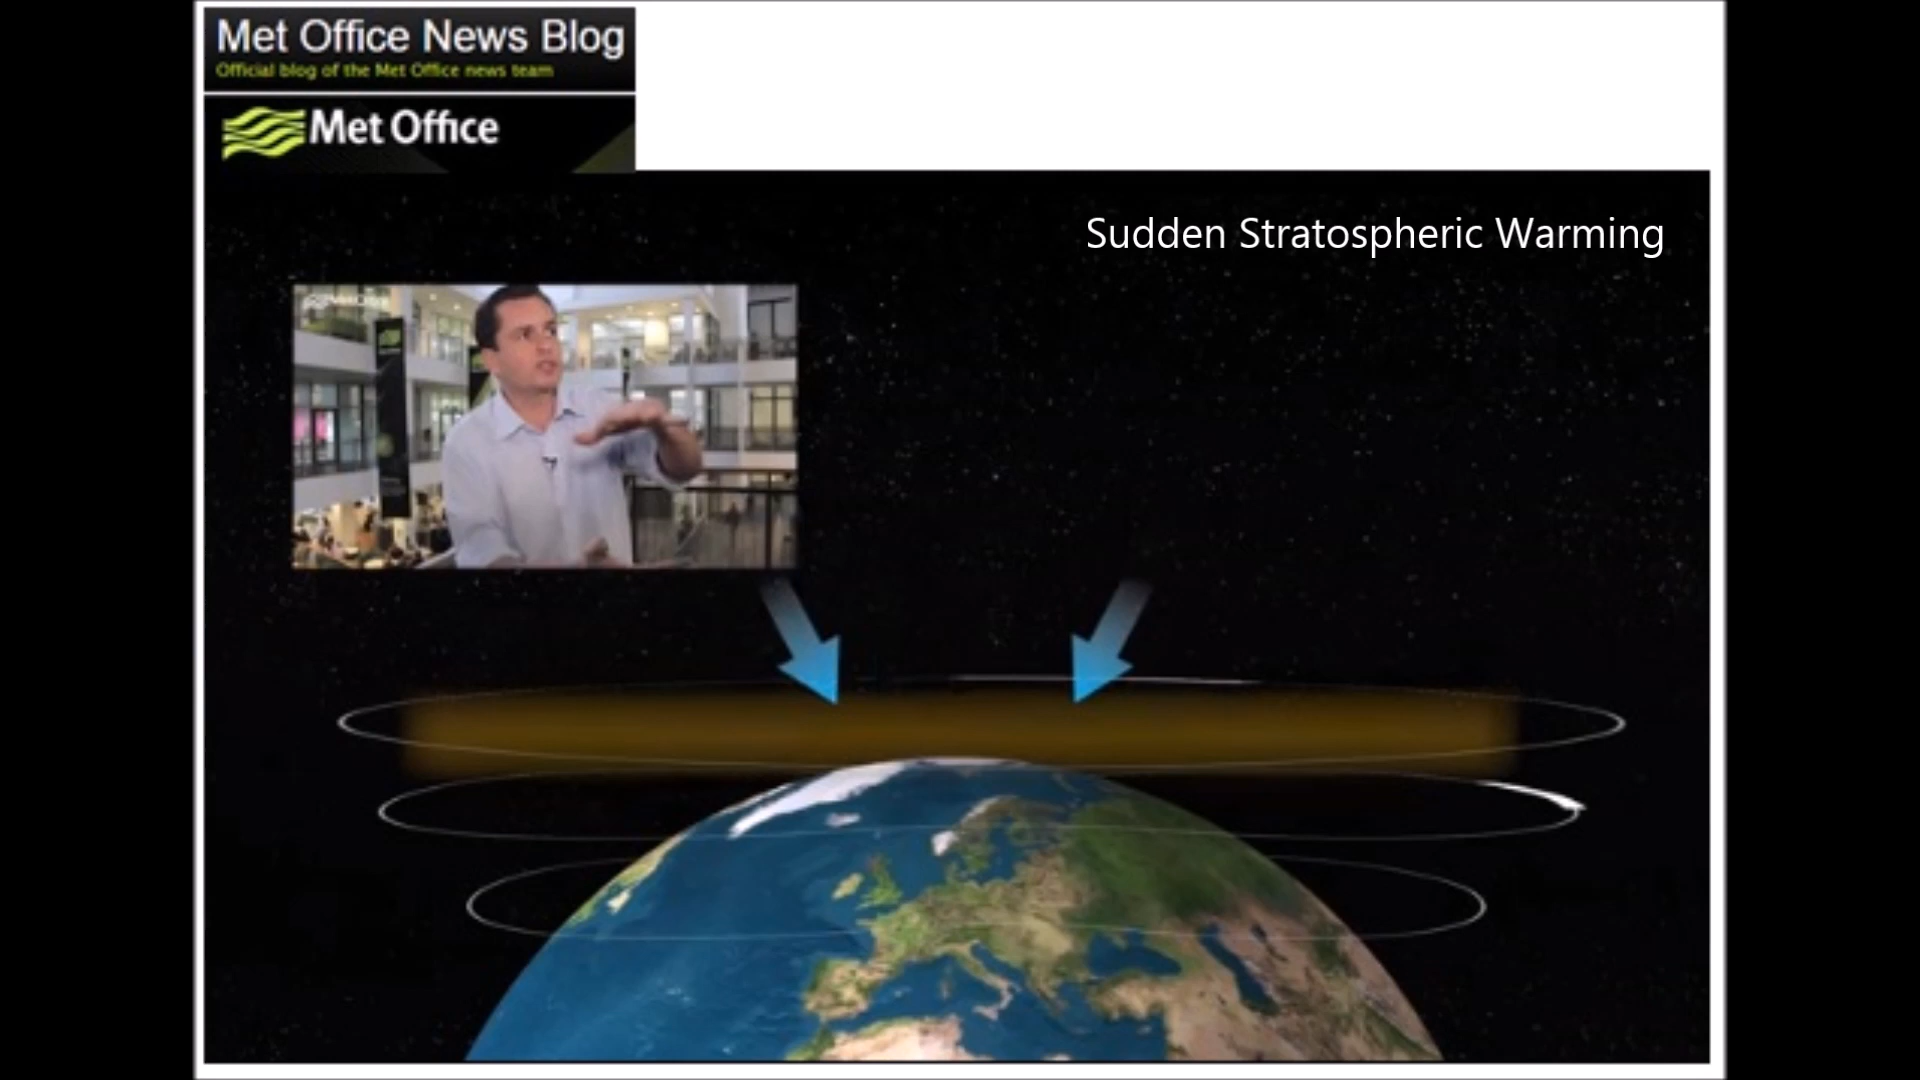 Met Office News Blog
Official blog of the Met Office news team
Met Office
Sudden Stratospheric Warming